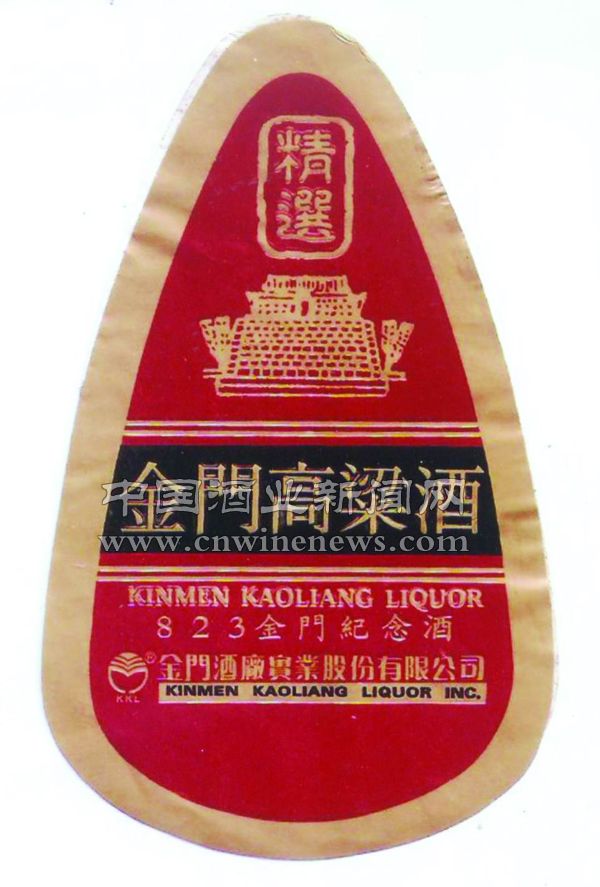 精
選
金門高粱酒
中国酒业新闻网
www.cnwinenews.com
KINMEN KAOLIANG LIQUOR
823金門紀念酒
®
金門酒廠實業股份有限公司
KKL
KINMEN KAOLIANG LIQUOR INC.